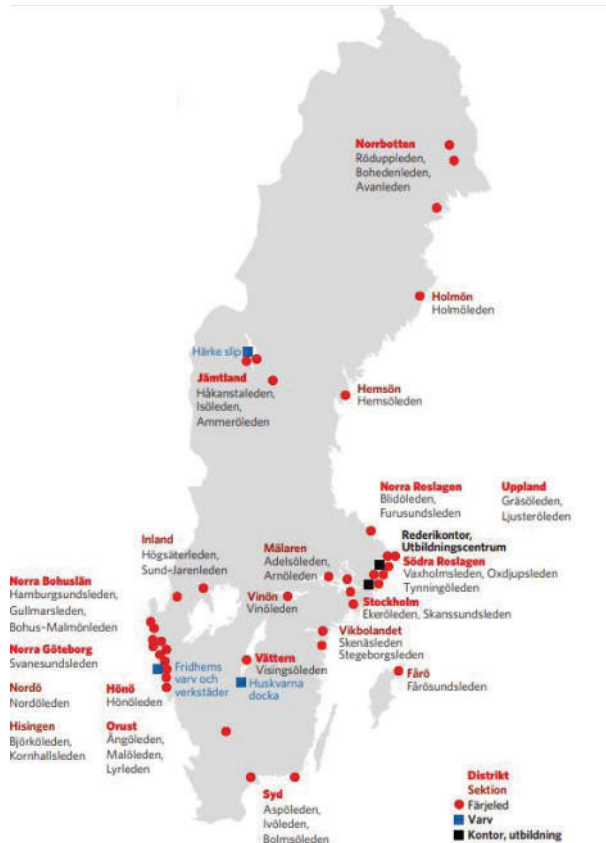 Norrbotten
Röduppleden,
Bohedenleden,
Avanleden
Holmön
Holmöleden
Härke slip
Jämtland
Håkanstaleden,
Isöleden,
Ammeröleden
Hemsön
Hemsöleden
Norra Roslagen
Blidöleden,
Furusundsleden
Uppland
Gräsöleden,
Ljusteröleden
Rederikontor,
Utbildningscentrum
Södra Roslagen
Vaxholmsleden, Oxdjupsleden
Tynningöleden
Inland
Högsäterleden,
Sund-Jarenleden
Mälaren
Adelsöleden,
Arnöleden
Vinön
Vinöleden
Stockholm
Ekeröleden, Skanssundsleden
Norra Bohuslän
Hamburgsundsleden,
Gullmarsleden,
Bohus-Malmönleden
Vikbolandet
Skenäsleden
Stegeborgsleden
Norra Göteborg
Svanesundsleden
Fridhems
varv och
verkstäder
Vättern
Visingsöleden
Huskvarna
docka
Fårö
Fårösundsleden
Nordö
Nordöleden
Hönö
Hönöleden
Hisingen
Björköleden,
Kornhallsleden
Orust
Ängöleden,
Malöleden,
Lyrleden
Syd
Aspöleden,
Ivöleden,
Bolmsöleden
Distrikt
Sektion
Färjeled
Varv
Kontor, utbildning